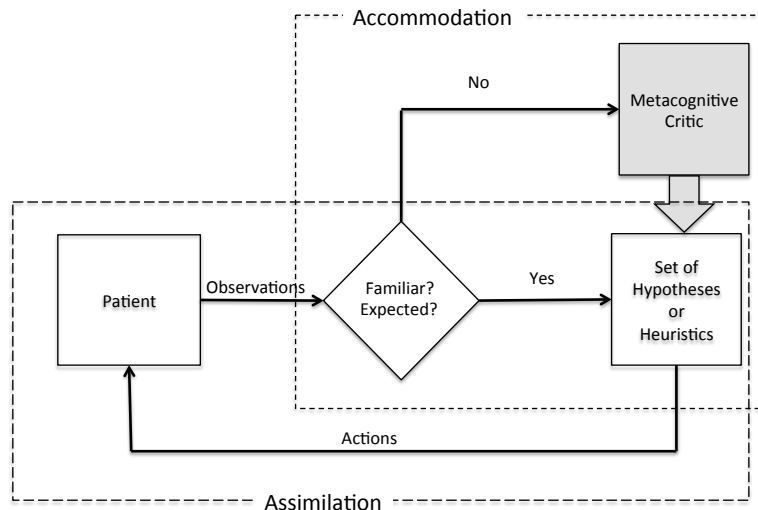 Accommodation
No
Metacognitive
Critic
Patient
Observations
Familiar?
Expected?
Yes
Set of
Hypotheses
or
Heuristics
Actions
Assimilation